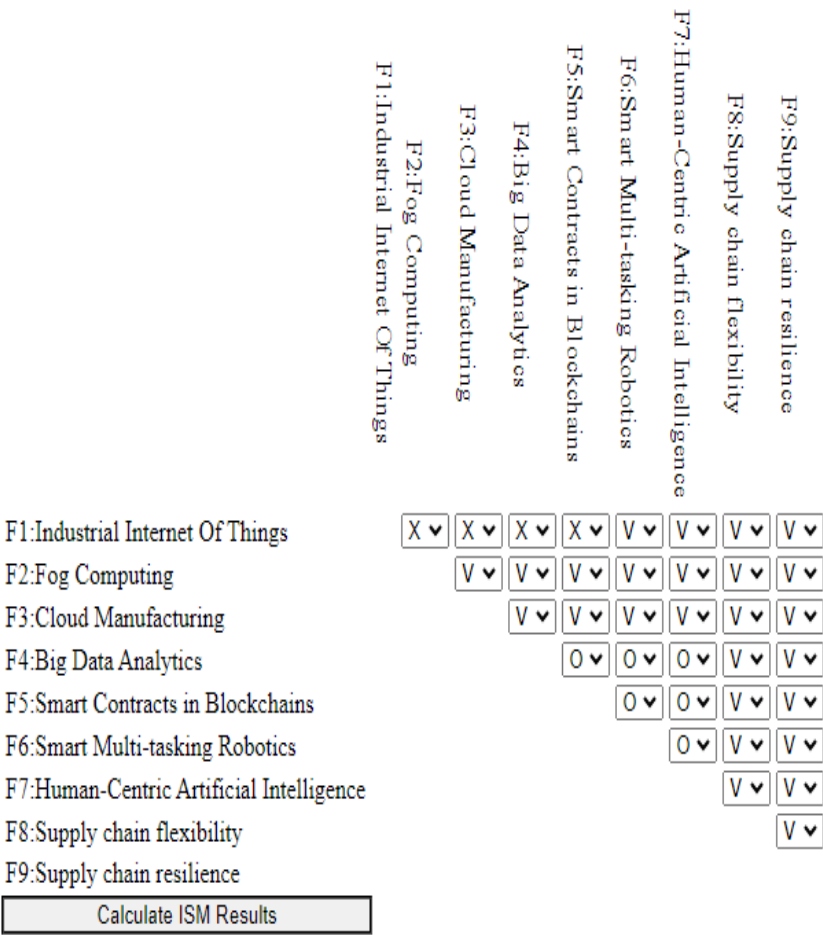 F1:Industrial Internet Of Things
F2:Fog Computing
F3:Cloud Manufacturing
F4:Big Data Analytics
F5:Smart Contracts in Blockchains
F6:Smart Multi-tasking Robotics
F7:Human-Centric Artificial Intelligence
F8:Supply chain flexibility
F9:Supply chain resilience
F1:Industrial Internet Of Things X X X X V V V V
F2:Fog Computing V V V V V V V
F3:Cloud Manufacturing V V V V V V
F4:Big Data Analytics O O O V V
F5:Smart Contracts in Blockchains O O V V
F6:Smart Multi-tasking Robotics O V V
F7:Human-Centric Artificial Intelligence V V
F8:Supply chain flexibility V
F9:Supply chain resilience
Calculate ISM Results